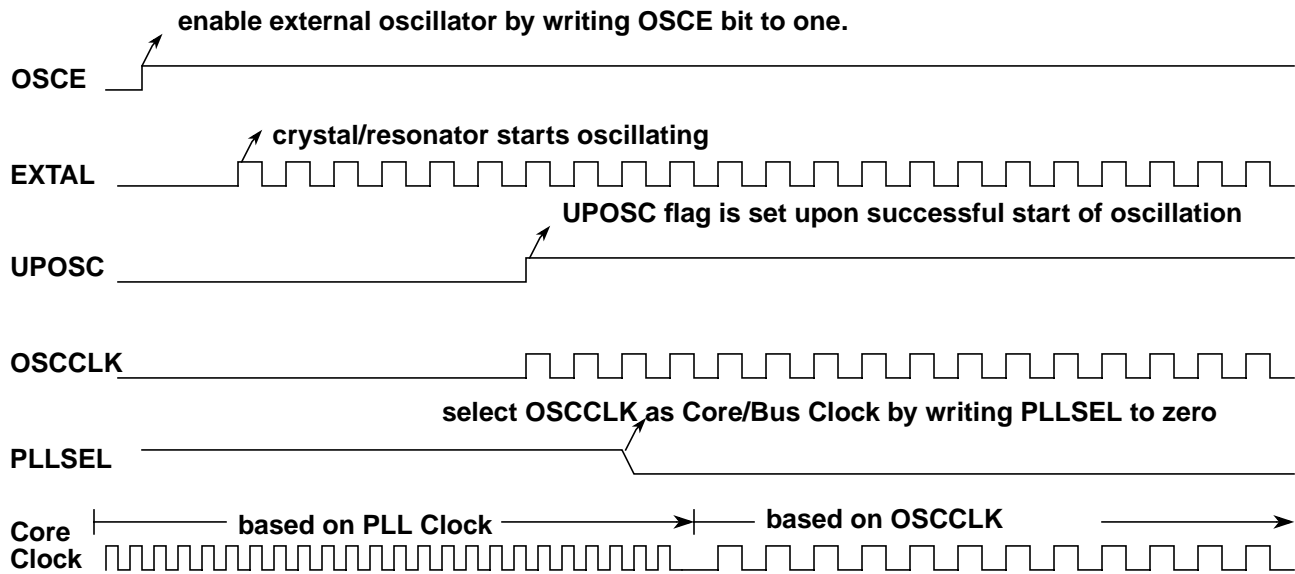 enable external oscillator by writing OSCE bit to one.
OSCE
crystal/resonator starts oscillating
EXTAL
UPOSC flag is set upon successful start of oscillation
UPOSC
OSCCLK
select OSCCLK as Core/Bus Clock by writing PLLSEL to zero
PLLSEL
based on PLL Clock
based on OSCCLK
Core
Clock